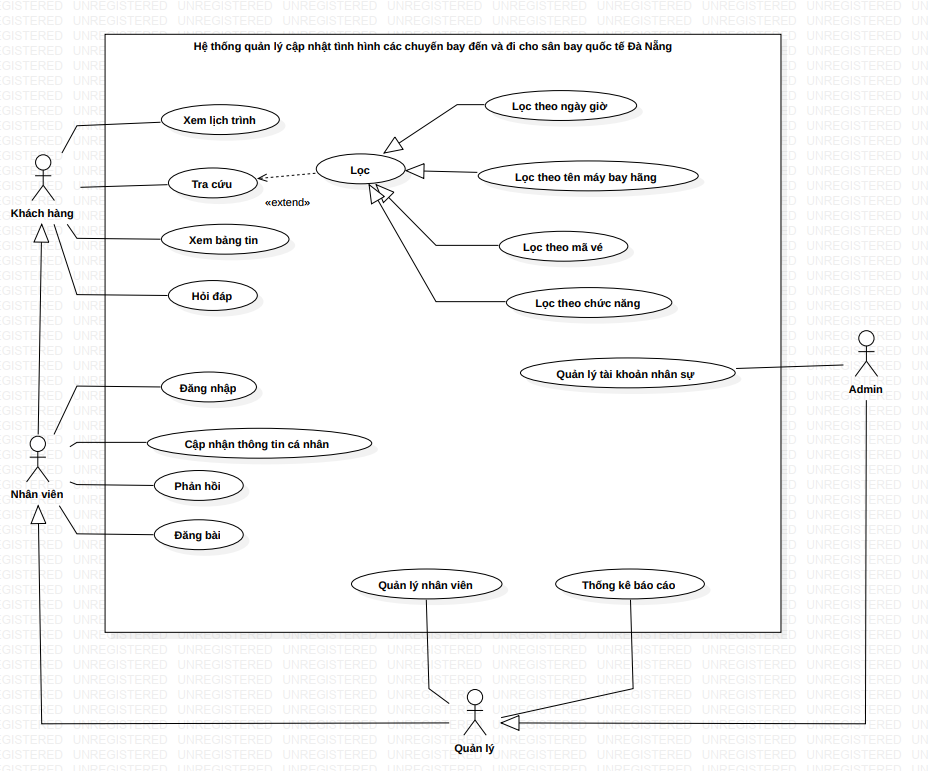 Hệ thống quản lý cập nhật tình hình các chuyến bay đến và đi cho sân bay quốc tế Đà Nẵng
Xem lịch trình
Lọc theo ngày giờ
Tra cứu
Lọc
Lọc theo tên máy bay hãng
«extend»
Khách hàng
Xem bảng tin
Lọc theo mã vé
Hỏi đáp
Lọc theo chức năng
Quản lý tài khoản nhân sự
Admin
Đăng nhập
Cập nhận thông tin cá nhân
Nhân viên
Phản hồi
Đăng bài
Quản lý nhân viên
Thống kê báo cáo
Quản lý
UNREGISTERED